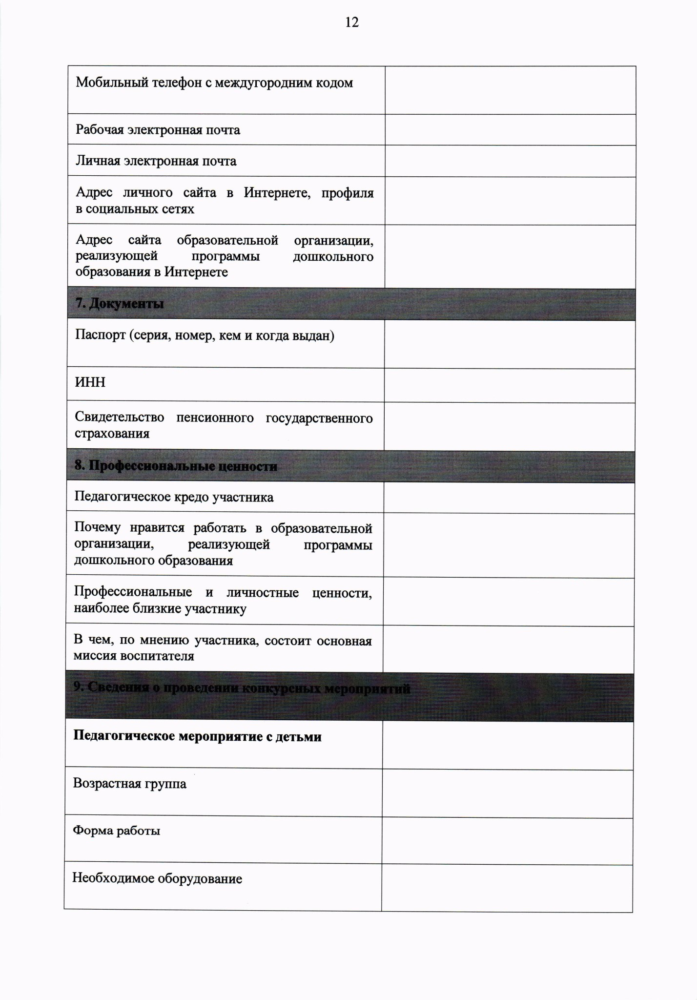 12
Мобильный телефон с междугородним кодом
Рабочая электронная почта
Личная электронная почта
Адрес личного сайта в Интернете, профиля
в социальных сетях
Адрес сайта образовательной организации,
реализующей программы дошкольного
образования в Интернете
7. Документы
Паспорт (серия, номер, кем и когда выдан)
ИНН
Свидетельство пенсионного государственного
страхования
8. Профессиональные ценности
Педагогическое кредо участника
Почему нравится работать в образовательной
организации, реализующей программы
дошкольного образования
Профессиональные и личностные ценности,
наиболее близкие участнику
В чем, по мнению участника, состоит основная
миссия воспитателя
9. Сведения о проведении конкурсных мероприятий
Педагогическое мероприятие с детьми
Возрастная группа
Форма работы
Необходимое оборудование